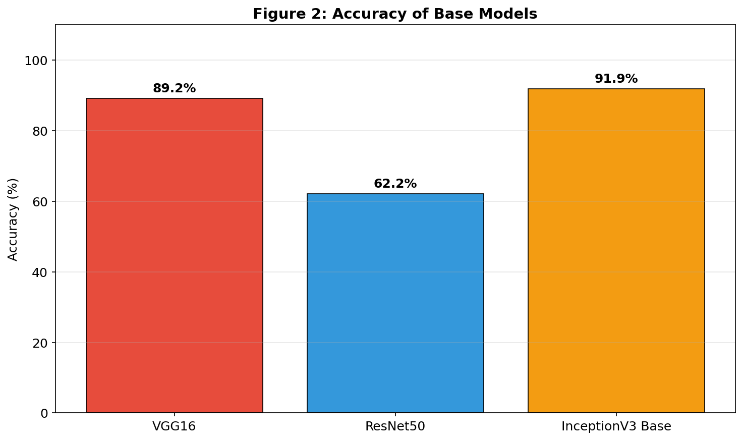 Figure 2: Accuracy of Base Models
Accuracy (%)
100
80
60
40
20
0
89.2%
62.2%
91.9%
VGG16
ResNet50
InceptionV3 Base